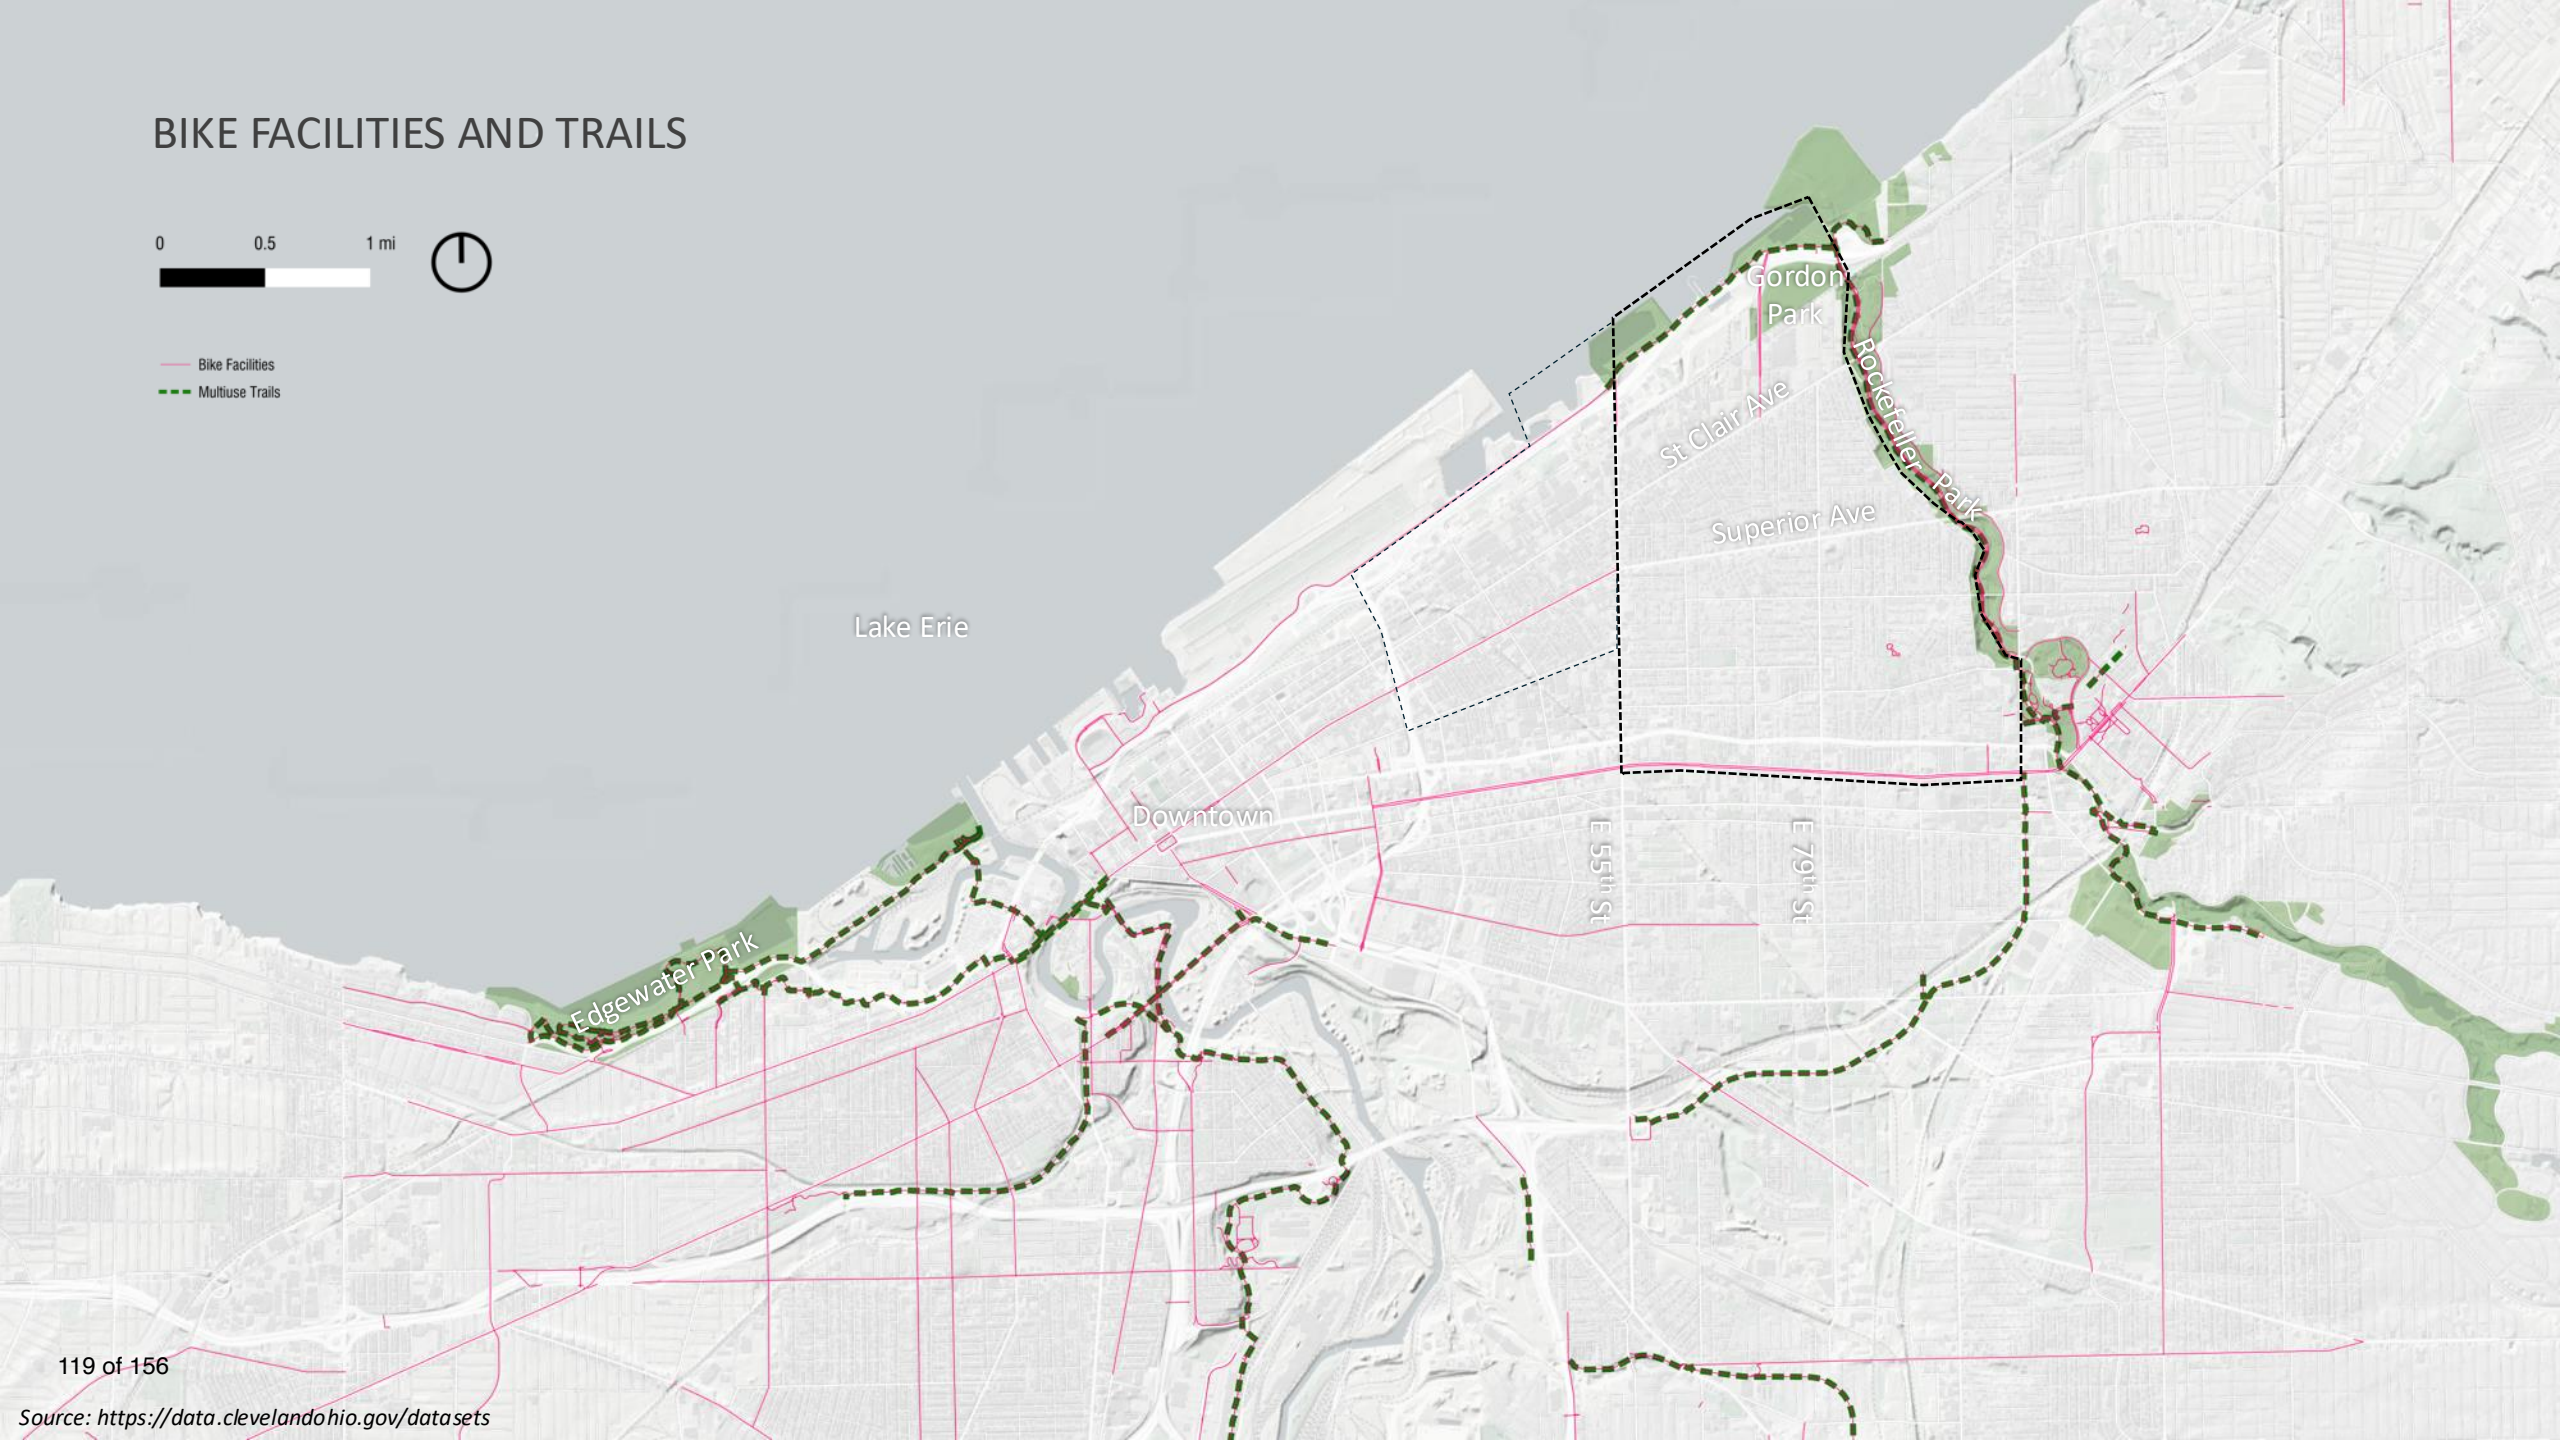 BIKE FACILITIES AND TRAILS
0 0.5 1 mi
Bike Facilities
Multiuse Trails
Gordon
Park
Rockefeller Park
St Clair Ave
Superior Ave
Lake Erie
Downtown
E 55th St
E 79th St
Edgewater Park
119 of 156
Source: https://data.clevelandohio.gov/datasets